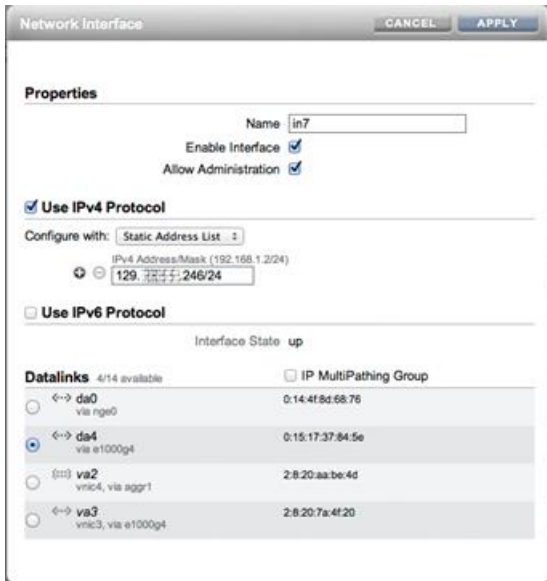 Network Interface
CANCEL
APPLY
Properties
Name in7
Enable Interface
Allow Administration
Use IPv4 Protocol
Configure with: Static Address List
IPv4 Address/Mask (192.168.1.2/24)
129. .246/24
Use IPv6 Protocol
Interface State up
Datalinks 4/14 available
IP MultiPathing Group
da0 0:14:4f:8d:68:76
via nge0
da4 0:15:17:37:84:5e
via e1000g4
va2 2:8:20:aa:be:4d
vnic4, via aggr1
va3 2:8:20:7a:4f:20
vnic3, via e1000g4